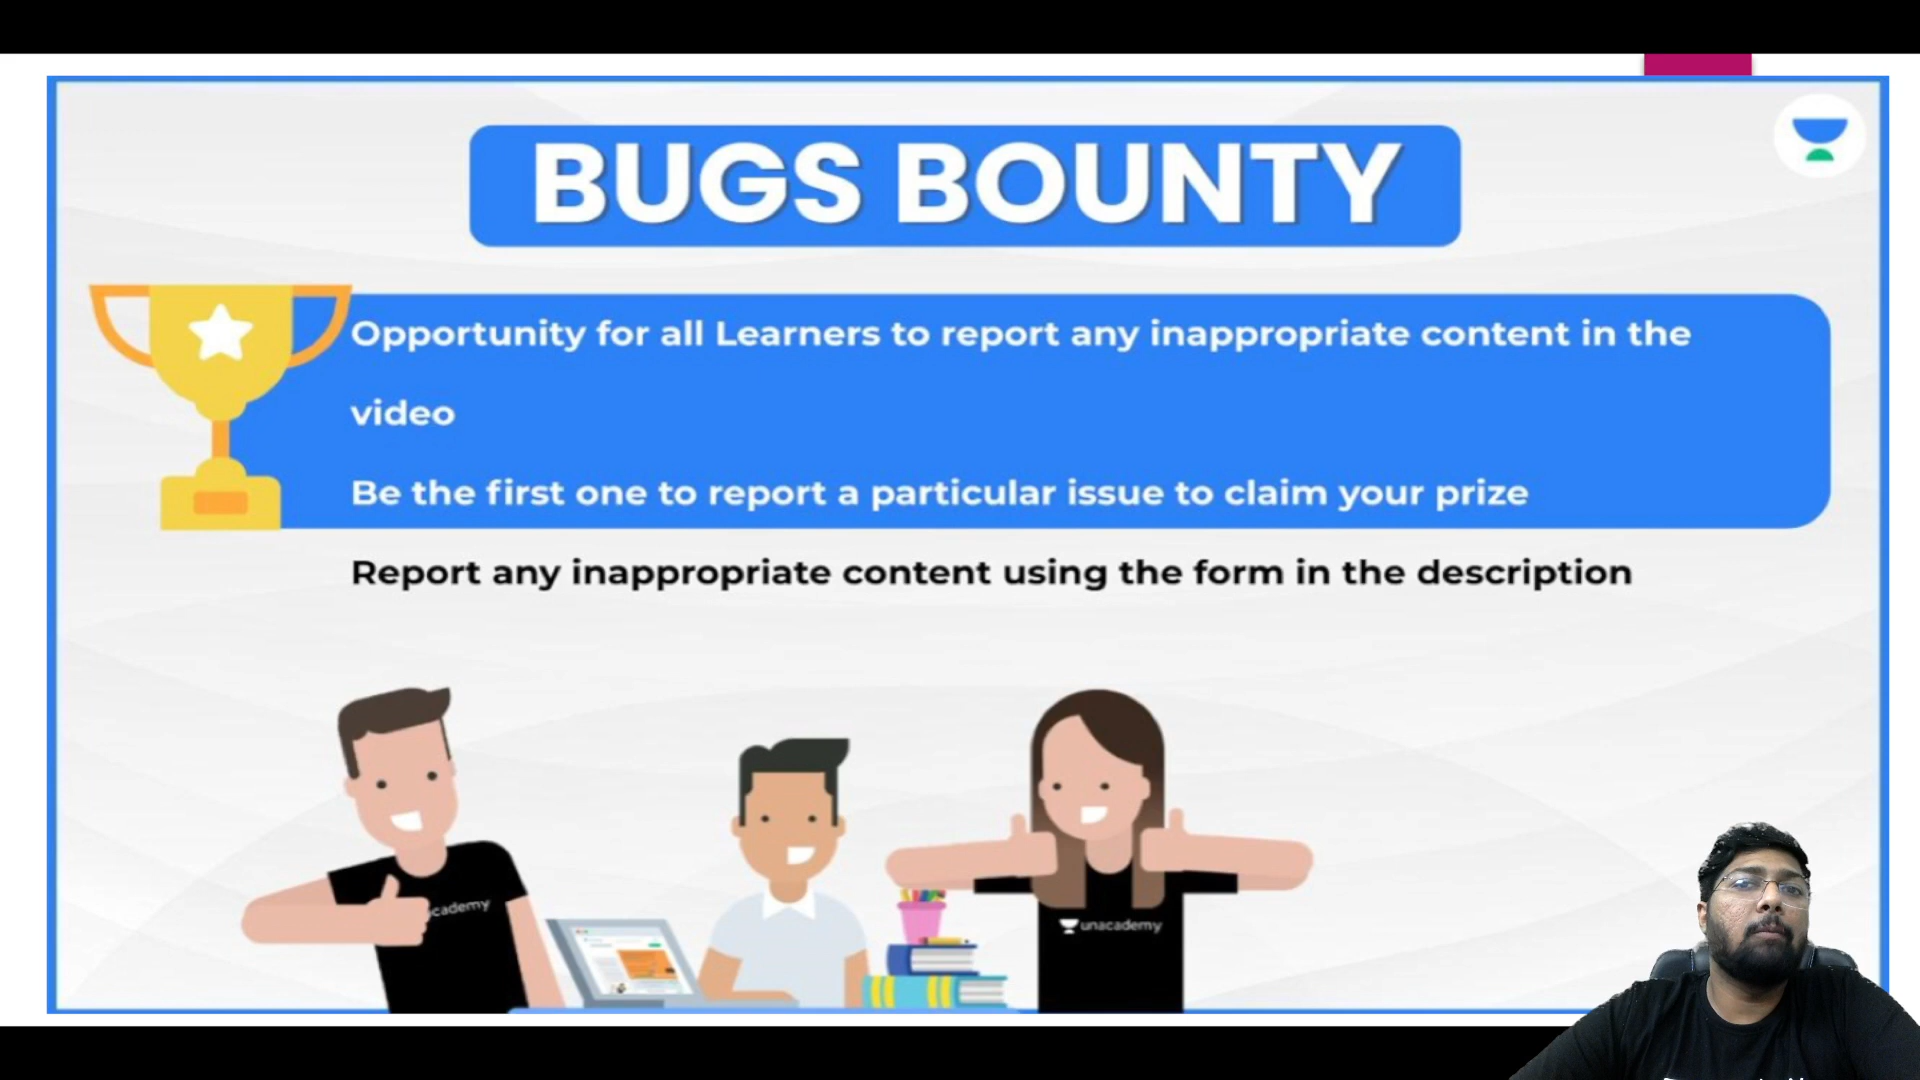 BUGS BOUNTY
Opportunity for all Learners to report any inappropriate content in the
video
Be the first one to report a particular issue to claim your prize
Report any inappropriate content using the form in the description
cademy
unacademy